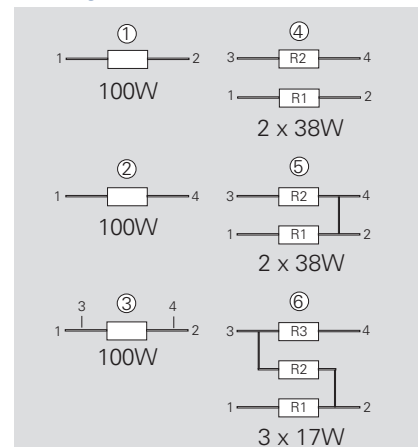 ① ④
1 2 3 R2 4
100W
1 R1 2
2 x 38W
② ⑤
1 4 3 R2 4
100W
1 R1 2
2 x 38W
3 ③ 4 ⑥
1 2 3 R3 4
100W
R2
1 R1 2
3 x 17W